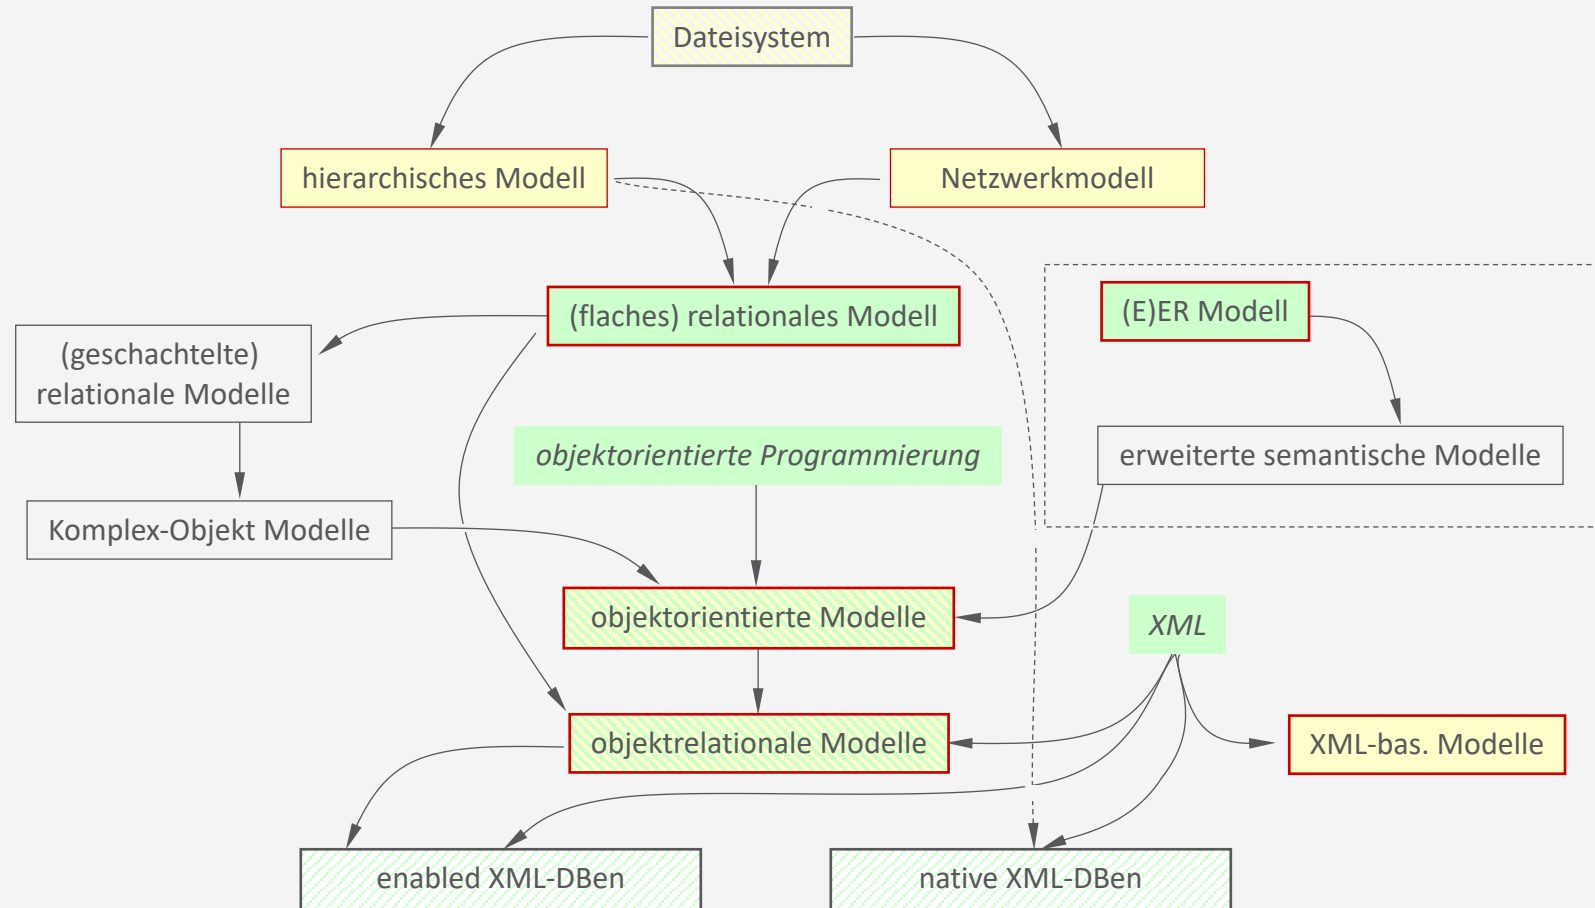 Dateisystem
hierarchisches Modell
Netzwerkmodell
(flaches) relationales Modell
(E)ER Modell
(geschachtelte)
relationale Modelle
objektorientierte Programmierung
erweiterte semantische Modelle
Komplex-Objekt Modelle
objektorientierte Modelle
XML
objektrelationale Modelle
XML-bas. Modelle
enabled XML-DBen
native XML-DBen